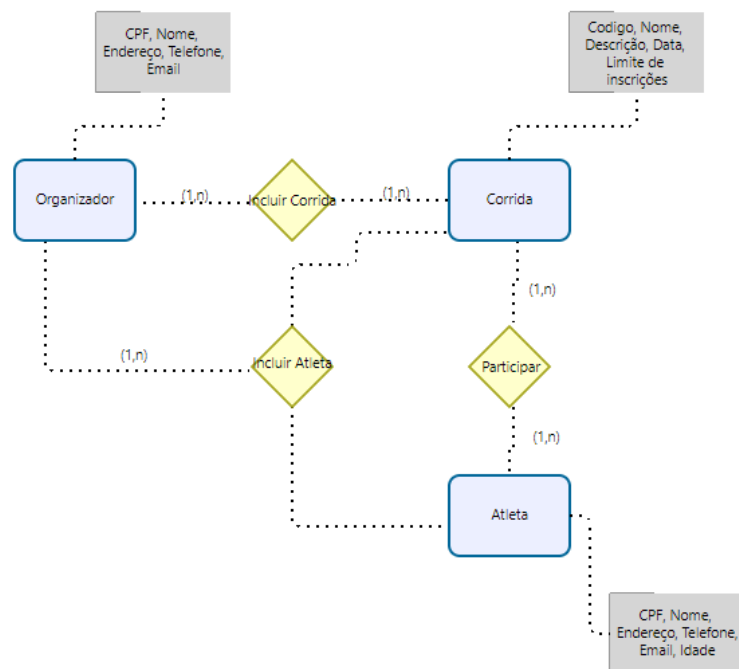 CPF, Nome,
Endereço, Telefone,
Email
Codigo, Nome,
Descrição, Data,
Limite de
inscrições
Organizador
(1,n)
Incluir Corrida
(1,n)
Corrida
(1,n)
(1,n)
Incluir Atleta
Participar
(1,n)
Atleta
CPF, Nome,
Endereço, Telefone,
Email, Idade